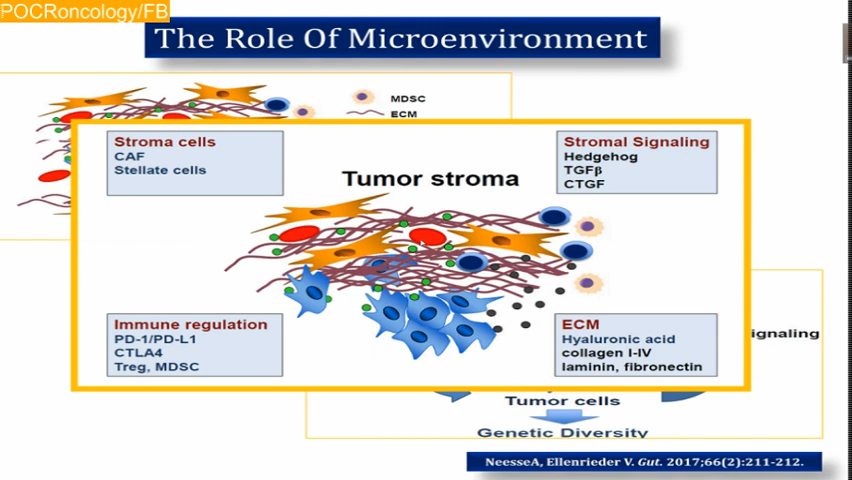 POCRoncology/FB
The Role Of Microenvironment
MDSC
ECM
Stroma cells
CAF
Stellate cells
Stromal Signaling
Hedgehog
TGFβ
CTGF
Tumor stroma
Immune regulation
PD-1/PD-L1
CTLA4
Treg, MDSC
ECM
Hyaluronic acid
collagen I-IV
laminin, fibronectin
ignaling
Tumor cells
Genetic Diversity
NeesseA, Ellenrieder V. Gut. 2017;66(2):211-212.